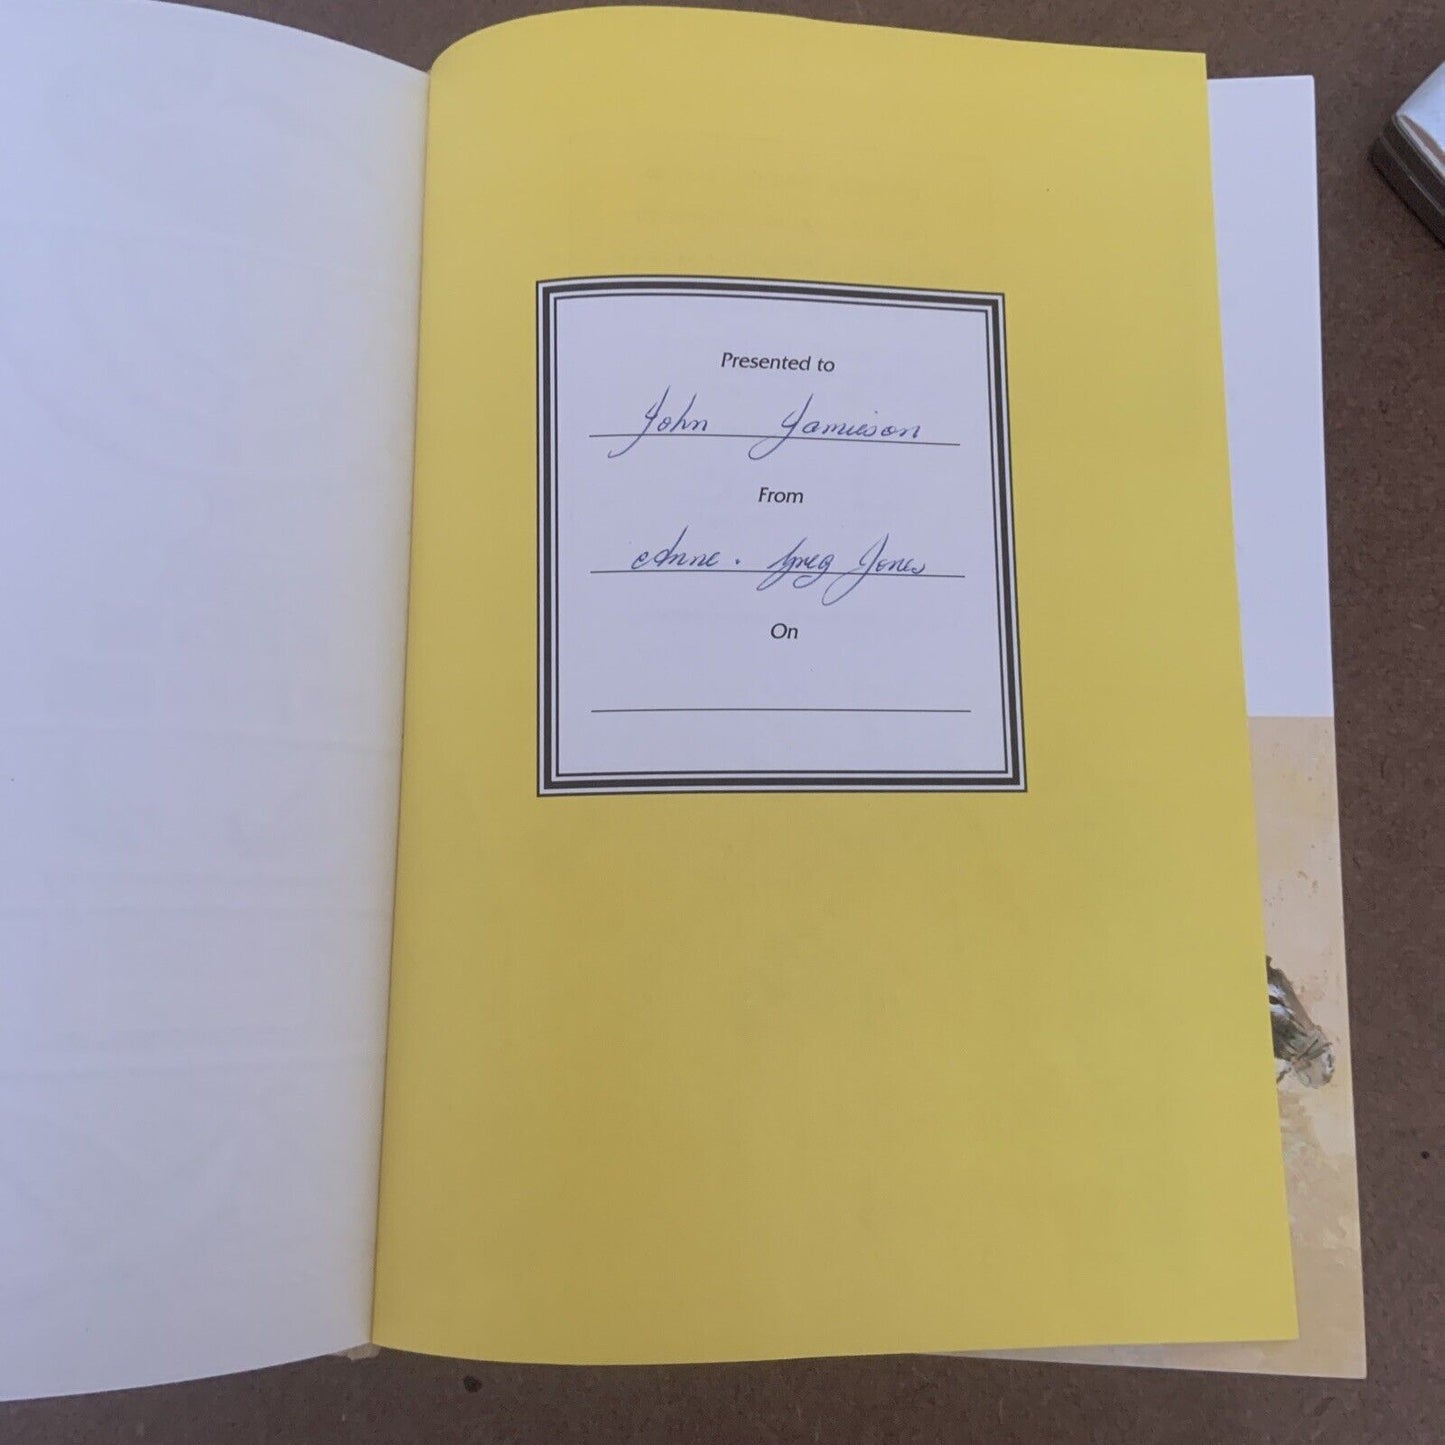 Presented to
John Jamieson
From
Anne . Greg Jones
On